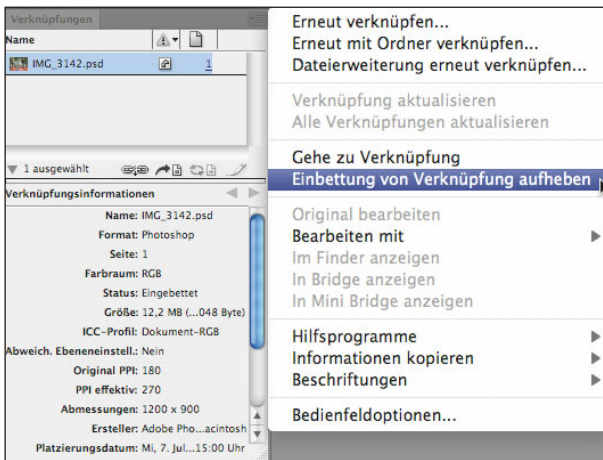 Verknüpfungen
Name
IMG_3142.psd 1
1 ausgewählt
Verknüpfungsinformationen
Name: IMG_3142.psd
Format: Photoshop
Seite: 1
Farbraum: RGB
Status: Eingebettet
Größe: 12,2 MB (...048 Byte)
ICC-Profil: Dokument-RGB
Abweich. Ebeneneinstell.: Nein
Original PPI: 180
PPI effektiv: 270
Abmessungen: 1200 x 900
Ersteller: Adobe Pho...acintosh
Platzierungsdatum: Mi, 7. Jul...15:00 Uhr
Erneut verknüpfen...
Erneut mit Ordner verknüpfen...
Dateierweiterung erneut verknüpfen...
Verknüpfung aktualisieren
Alle Verknüpfungen aktualisieren
Gehe zu Verknüpfung
Einbettung von Verknüpfung aufheben
Original bearbeiten
Bearbeiten mit
Im Finder anzeigen
In Bridge anzeigen
In Mini Bridge anzeigen
Hilfsprogramme
Informationen kopieren
Beschriftungen
Bedienfeldoptionen...